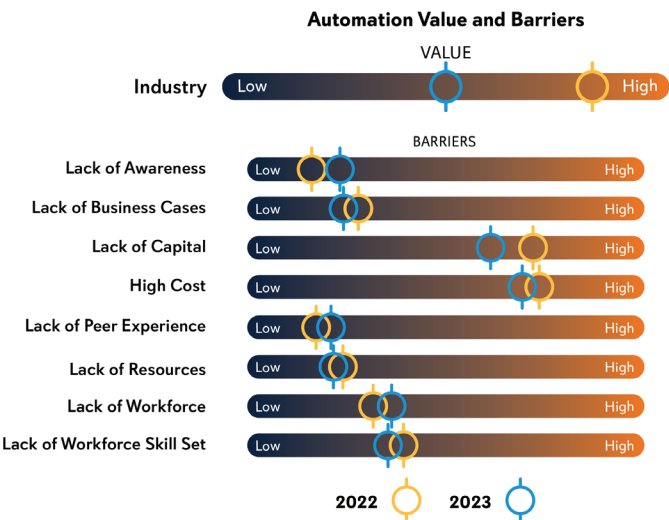 Automation Value and Barriers
VALUE
Industry
Low
High
BARRIERS
Lack of Awareness
Low
High
Lack of Business Cases
Low
High
Lack of Capital
Low
High
High Cost
Low
High
Lack of Peer Experience
Low
High
Lack of Resources
Low
High
Lack of Workforce
Low
High
Lack of Workforce Skill Set
Low
High
2022
2023